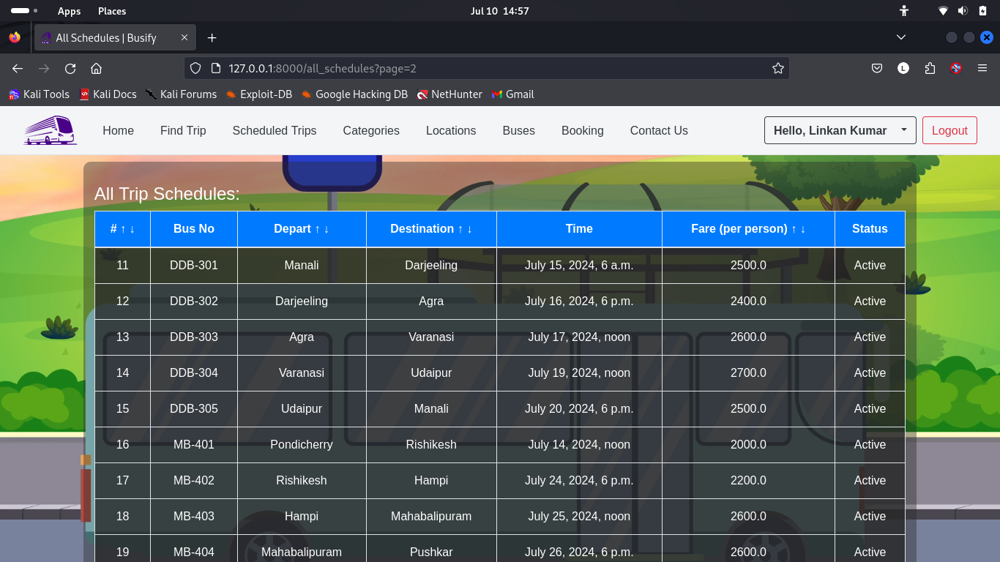 Apps Places Jul 10 14:57
All Schedules | Busify
127.0.0.1:8000/all_schedules?page=2 L
Kali Tools Kali Docs Kali Forums Exploit-DB Google Hacking DB NetHunter Gmail
Home Find Trip Scheduled Trips Categories Locations Buses Booking Contact Us Hello, Linkan Kumar Logout
All Trip Schedules:
# ↑ ↓ Bus No Depart ↑ ↓ Destination ↑ ↓ Time Fare (per person) ↑ ↓ Status
11 DDB-301 Manali Darjeeling July 15, 2024, 6 a.m. 2500.0 Active
12 DDB-302 Darjeeling Agra July 16, 2024, 6 p.m. 2400.0 Active
13 DDB-303 Agra Varanasi July 17, 2024, noon 2600.0 Active
14 DDB-304 Varanasi Udaipur July 19, 2024, noon 2700.0 Active
15 DDB-305 Udaipur Manali July 20, 2024, 6 p.m. 2500.0 Active
16 MB-401 Pondicherry Rishikesh July 14, 2024, noon 2000.0 Active
17 MB-402 Rishikesh Hampi July 24, 2024, 6 p.m. 2200.0 Active
18 MB-403 Hampi Mahabalipuram July 25, 2024, noon 2600.0 Active
19 MB-404 Mahabalipuram Pushkar July 26, 2024, 6 p.m. 2600.0 Active